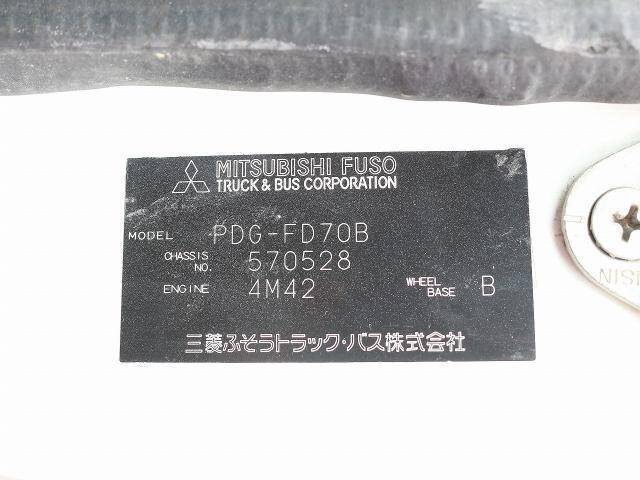 MITSUBISHI FUSO
TRUCK & BUS CORPORATION
MODEL PDG-FD70B
CHASSIS NO. 570528
ENGINE 4M42 WHEEL BASE B
三菱ふそうトラック・バス株式会社